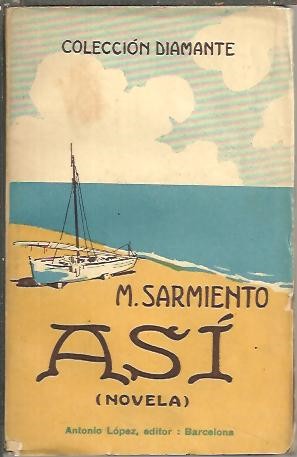 COLECCIÓN DIAMANTE
M. SARMIENTO
ASÍ
(NOVELA)
Antonio López, editor : Barcelona